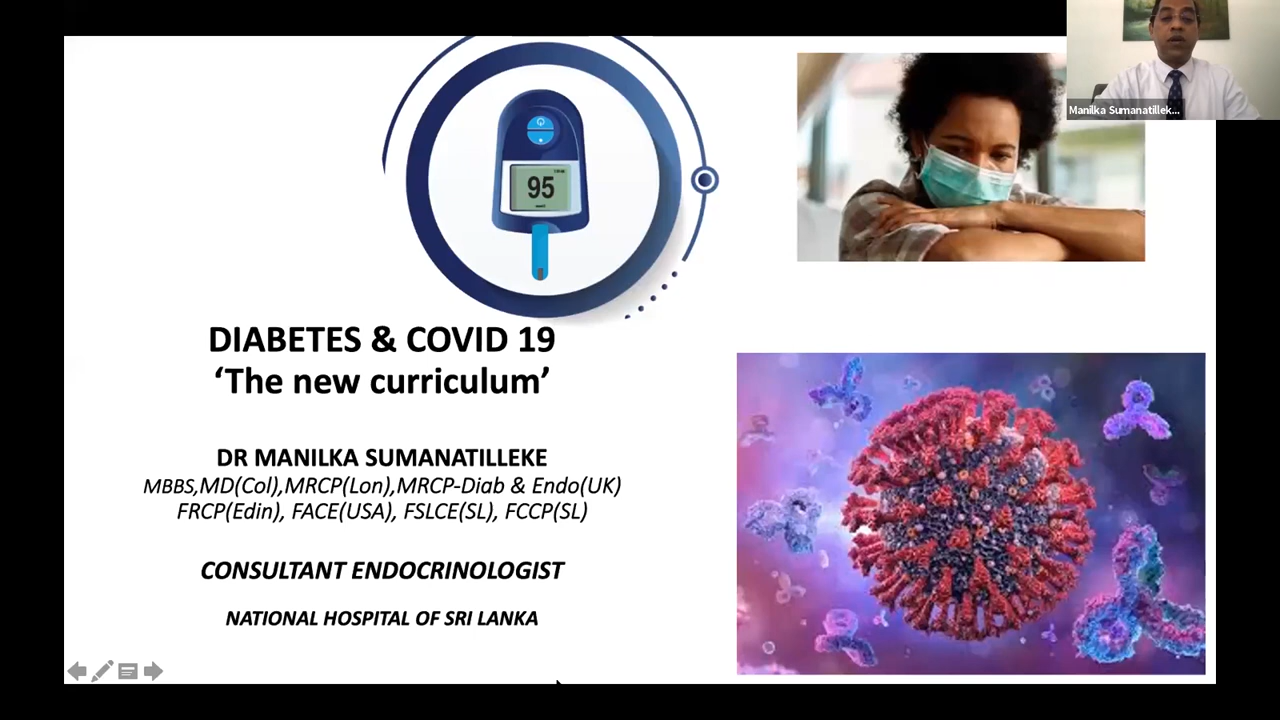 95
Manilka Sumanatillek...
DIABETES & COVID 19
‘The new curriculum’
DR MANILKA SUMANATILLEKE
MBBS,MD(Col),MRCP(Lon),MRCP-Diab & Endo(UK)
FRCP(Edin), FACE(USA), FSLCE(SL), FCCP(SL)
CONSULTANT ENDOCRINOLOGIST
NATIONAL HOSPITAL OF SRI LANKA